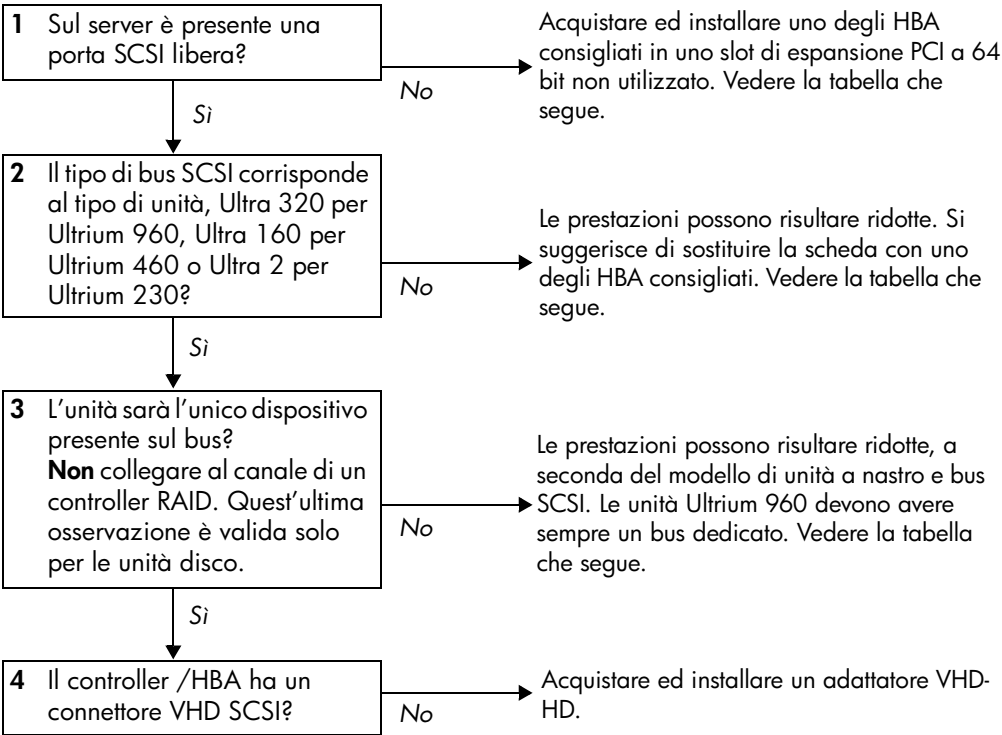 1 Sul server è presente una
porta SCSI libera?
Acquistare ed installare uno degli HBA
consigliati in uno slot di espansione PCI a 64
bit non utilizzato. Vedere la tabella che
segue.
No
Sì
2 Il tipo di bus SCSI corrisponde
al tipo di unità, Ultra 320 per
Ultrium 960, Ultra 160 per
Ultrium 460 o Ultra 2 per
Ultrium 230?
Le prestazioni possono risultare ridotte. Si
suggerisce di sostituire la scheda con uno
degli HBA consigliati. Vedere la tabella che
segue.
No
Sì
3 L'unità sarà l'unico dispositivo
presente sul bus?
Non collegare al canale di un
controller RAID. Quest'ultima
osservazione è valida solo
per le unità disco.
Le prestazioni possono risultare ridotte, a
seconda del modello di unità a nastro e bus
SCSI. Le unità Ultrium 960 devono avere
sempre un bus dedicato. Vedere la tabella
che segue.
No
Sì
4 Il controller /HBA ha un
connettore VHD SCSI?
Acquistare ed installare un adattatore VHD-
HD.
No